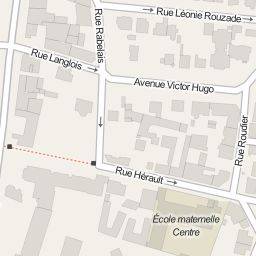 Rue Léonie Rouzade
Rue Rabelais
Rue Langlois
Avenue Victor Hugo
Rue Roudier
Rue Hérault
École maternelle
Centre